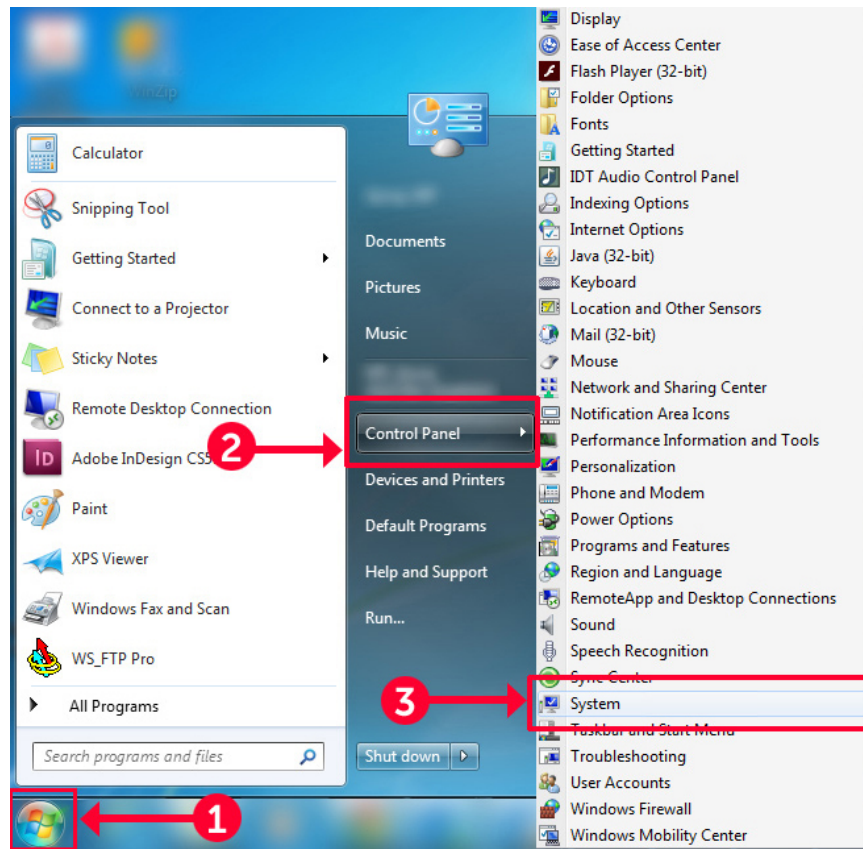 WinZip
Calculator
Snipping Tool
Getting Started
Connect to a Projector
Sticky Notes
Remote Desktop Connection
ID
Adobe InDesign CS5
Paint
XPS Viewer
Windows Fax and Scan
WS_FTP Pro
All Programs
Search programs and files
Documents
Pictures
Music
2
Control Panel
Devices and Printers
Default Programs
Help and Support
Run...
Shut down
1
Display
Ease of Access Center
Flash Player (32-bit)
Folder Options
Fonts
Getting Started
IDT Audio Control Panel
Indexing Options
Internet Options
Java (32-bit)
Keyboard
Location and Other Sensors
Mail (32-bit)
Mouse
Network and Sharing Center
Notification Area Icons
Performance Information and Tools
Personalization
Phone and Modem
Power Options
Programs and Features
Region and Language
RemoteApp and Desktop Connections
Sound
Speech Recognition
Sync Center
3
System
Taskbar and Start Menu
Troubleshooting
User Accounts
Windows Firewall
Windows Mobility Center